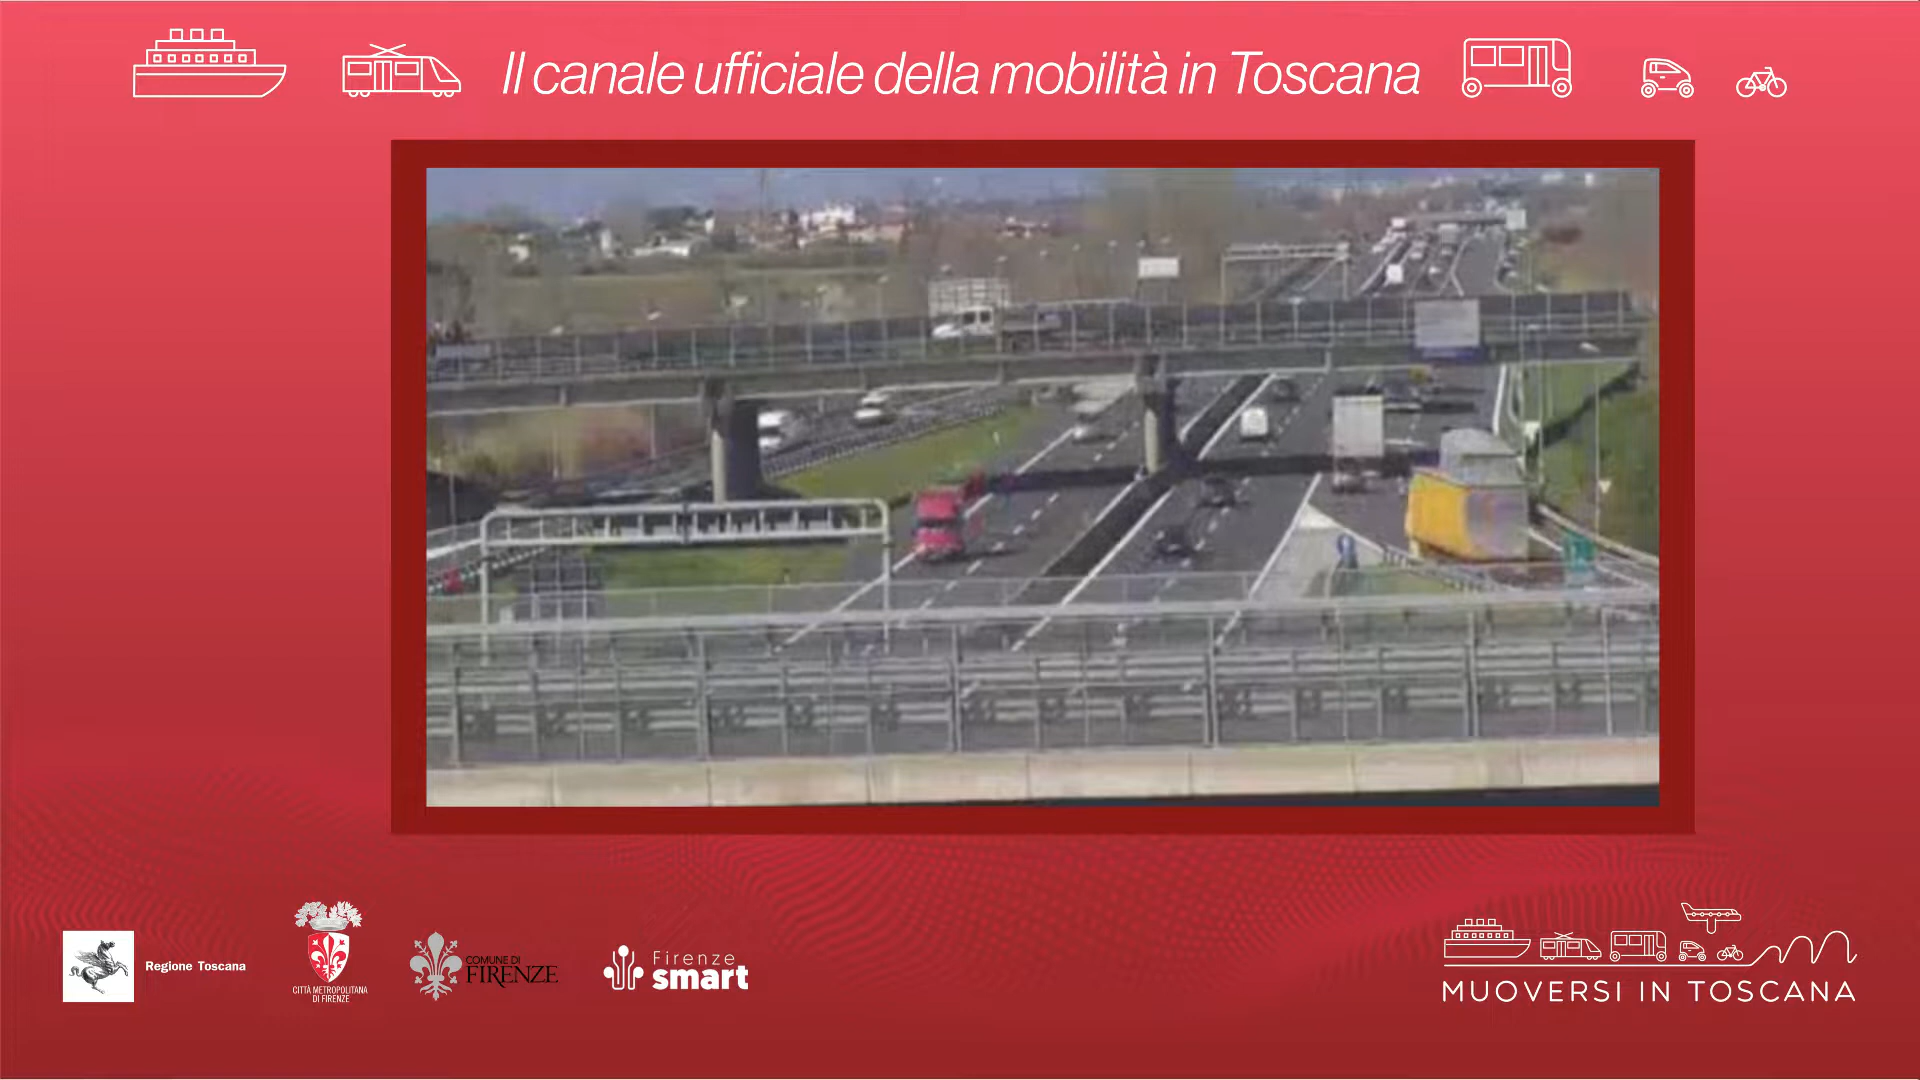 Il canale ufficiale della mobilità in Toscana
Regione Toscana
CITTÀ METROPOLITANA
DI FIRENZE
COMUNE DI
FIRENZE
Firenze
smart
MUOVERSI IN TOSCANA